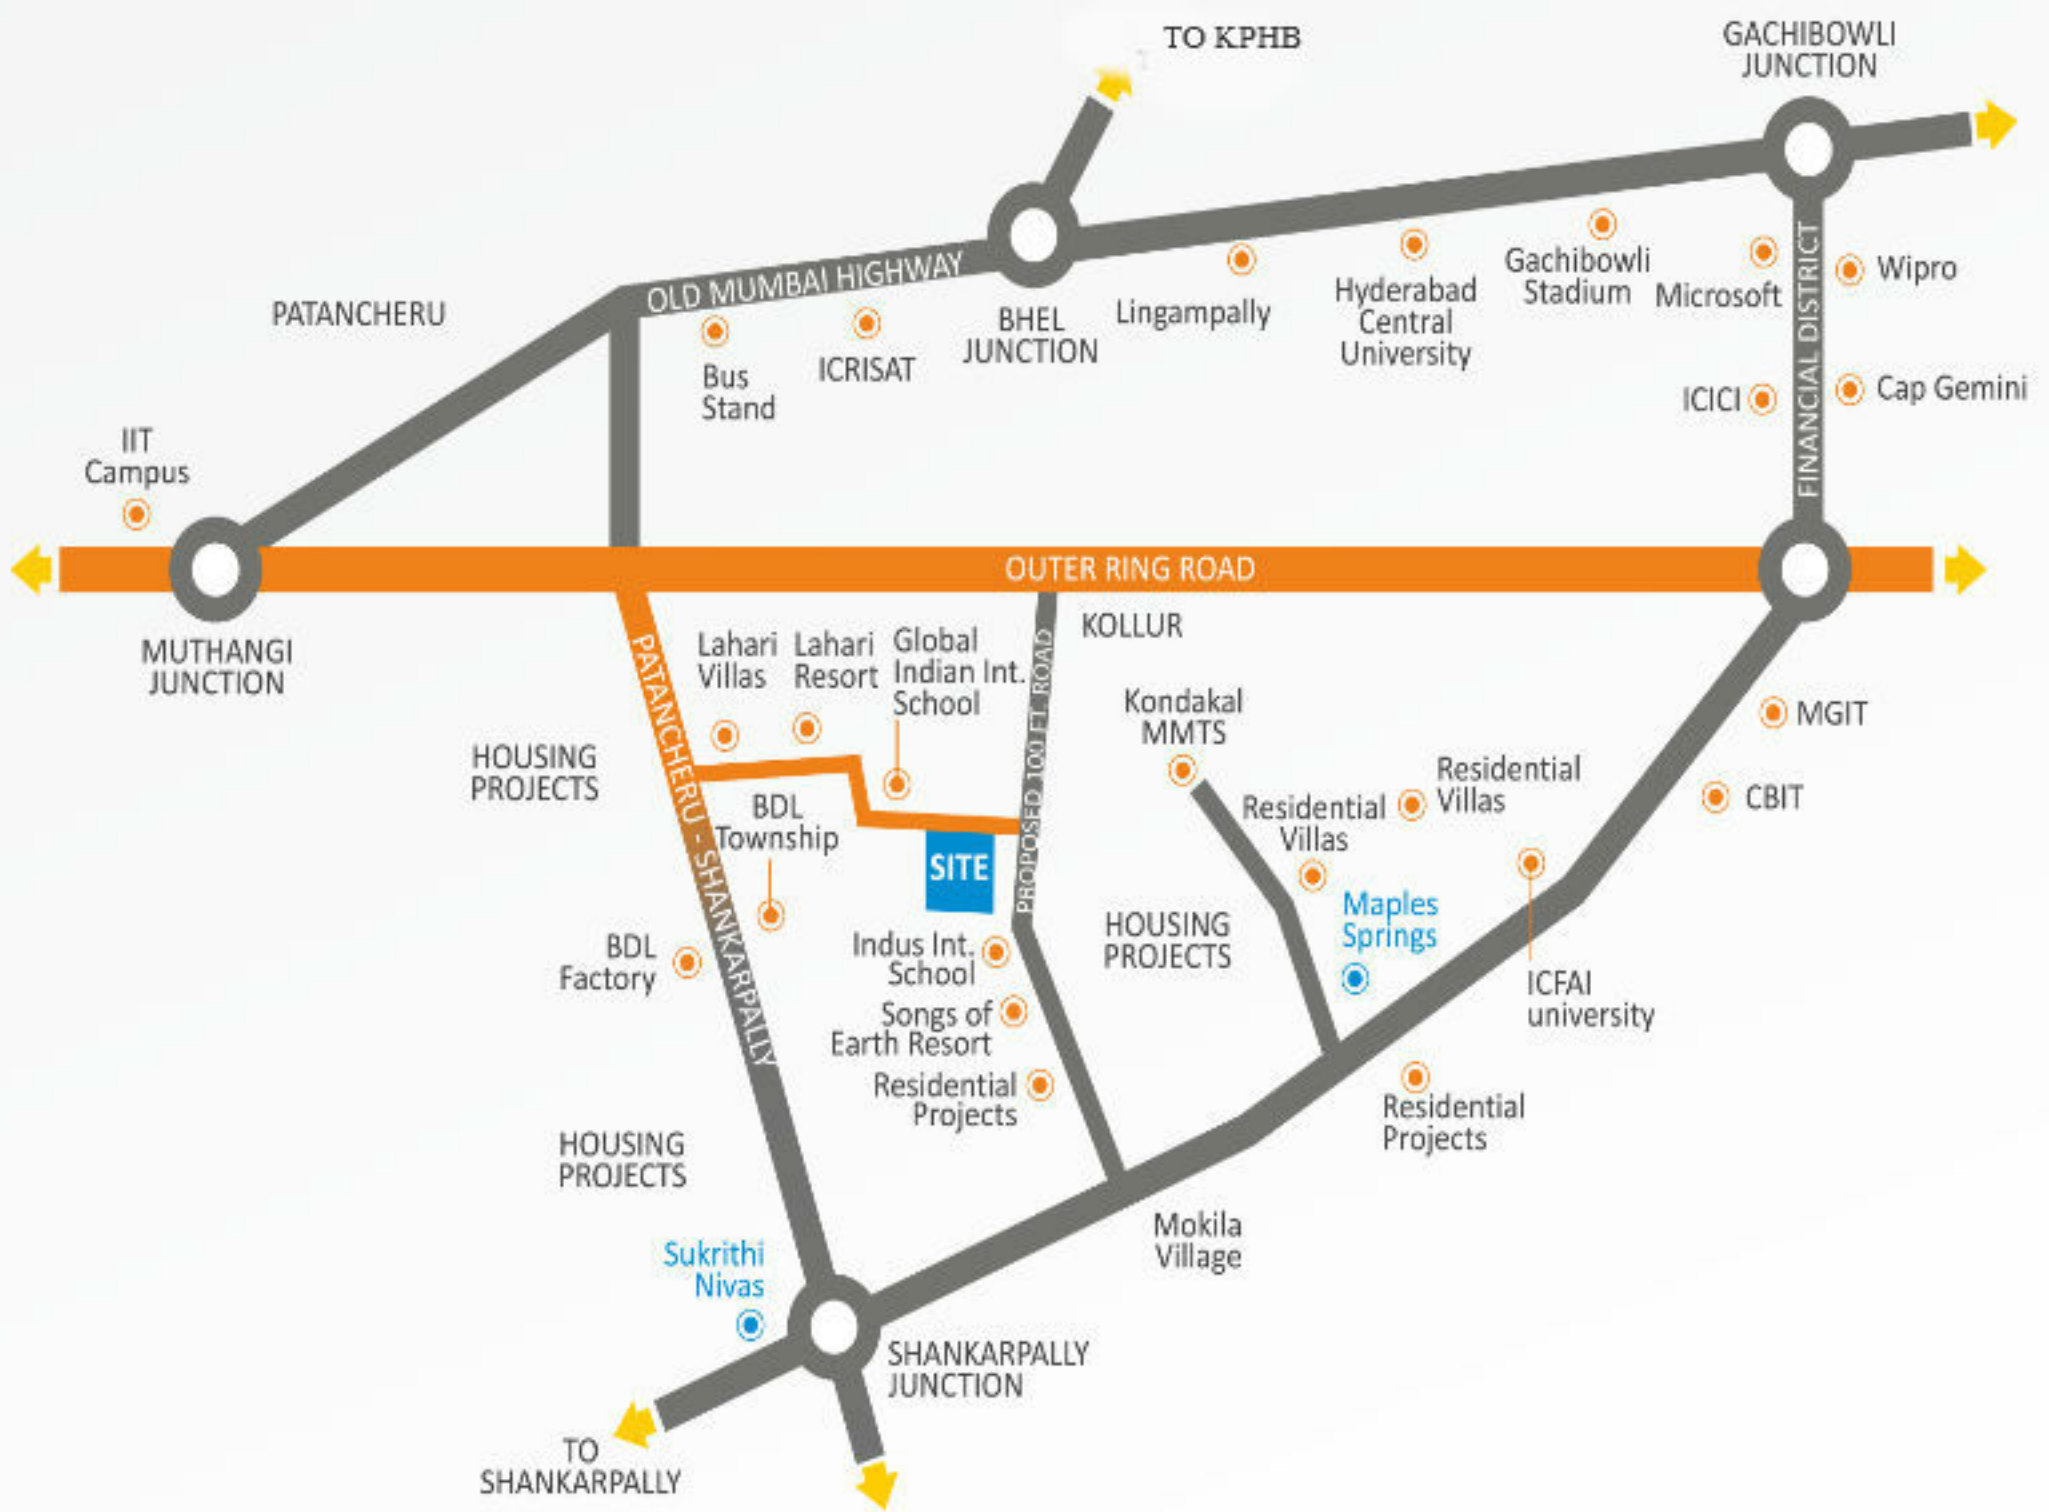 TO KPHB
GACHIBOWLI
JUNCTION
OLD MUMBAI HIGHWAY
PATANCHERU
Bus
Stand
ICRISAT
BHEL
JUNCTION
Lingampally
Hyderabad
Central
University
Gachibowli
Stadium
Microsoft
Wipro
FINANCIAL DISTRICT
ICICI
Cap Gemini
IIT
Campus
OUTER RING ROAD
MUTHANGI
JUNCTION
PATANCHERU - SHANKARPALLY
Lahari
Villas
Lahari
Resort
Global
Indian Int.
School
PROPOSED 100 FT. ROAD
KOLLUR
Kondakal
MMTS
MGIT
HOUSING
PROJECTS
BDL
Township
SITE
Residential
Villas
Residential
Villas
CBIT
BDL
Factory
Indus Int.
School
HOUSING
PROJECTS
Maples
Springs
ICFAI
university
Songs of
Earth Resort
Residential
Projects
Residential
Projects
HOUSING
PROJECTS
Mokila
Village
Sukrithi
Nivas
SHANKARPALLY
JUNCTION
TO
SHANKARPALLY